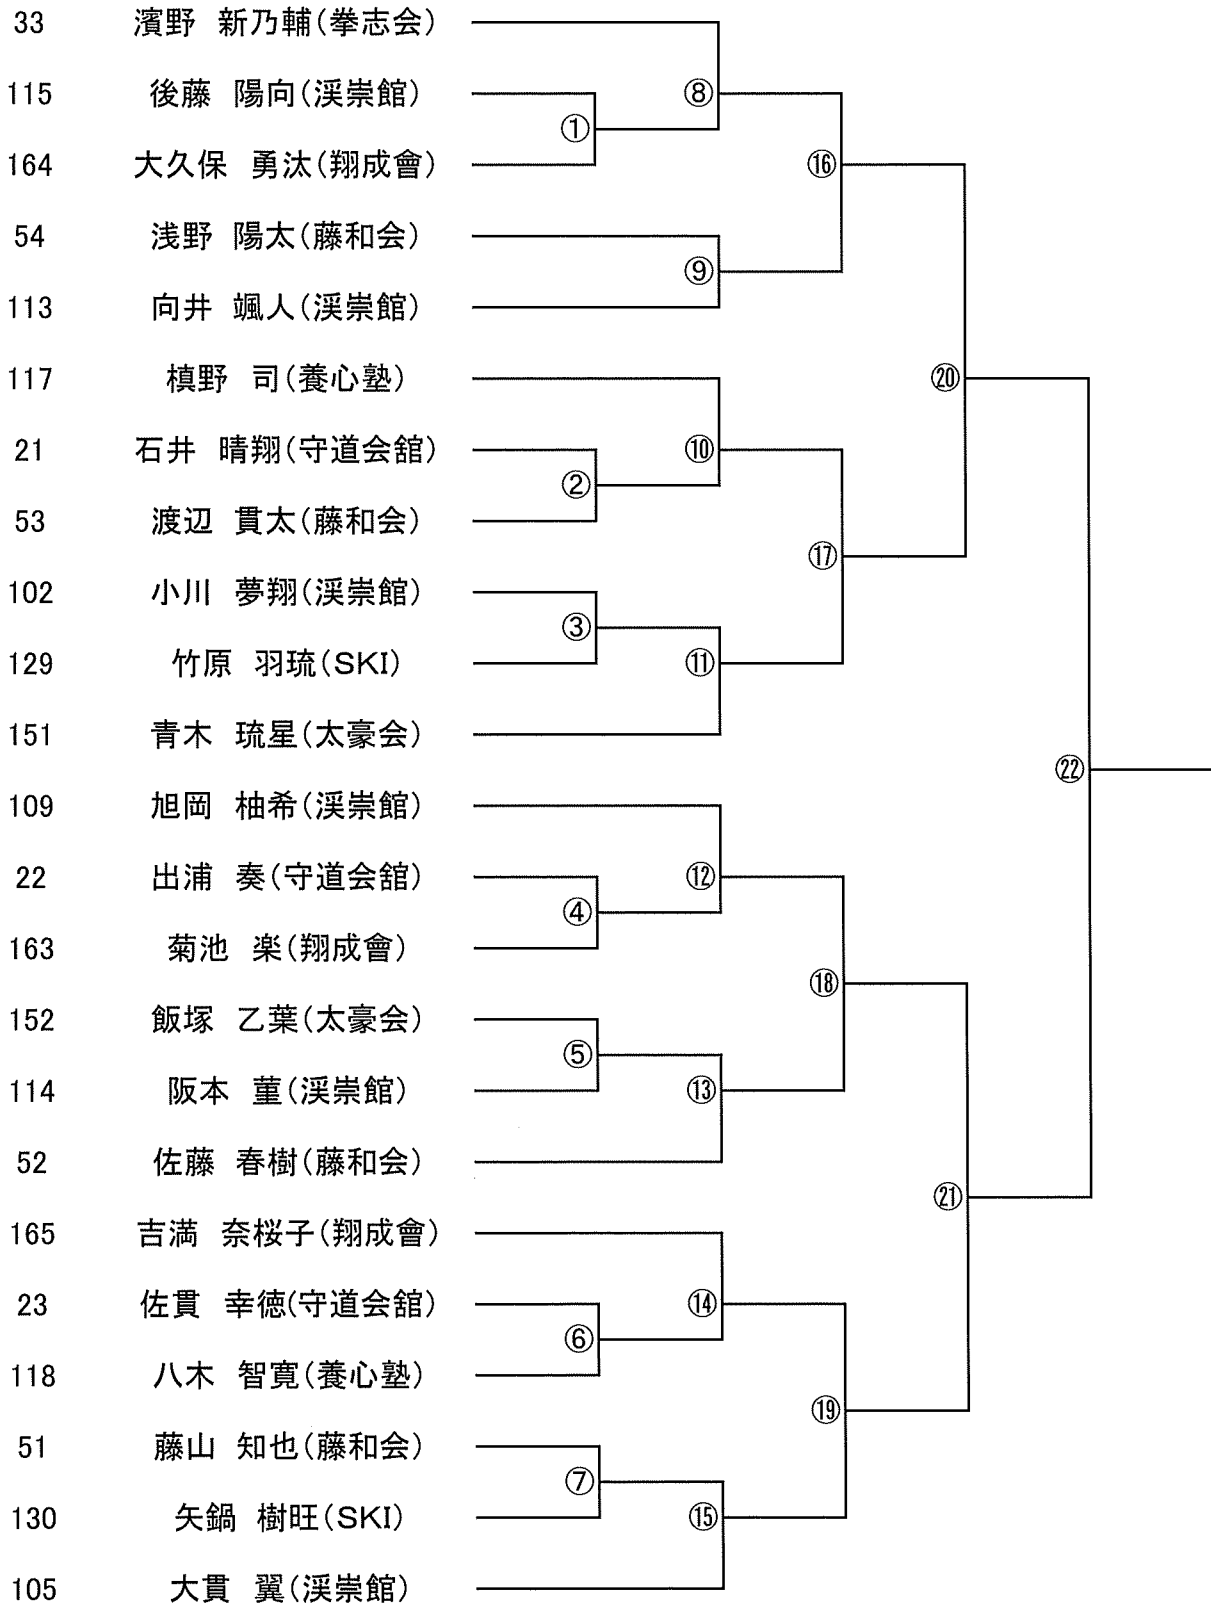 33 濱野 新乃輔(拳志会)
⑧
115 後藤 陽向(渓崇館)
①
164 大久保 勇汰(翔成會)
⑯
54 浅野 陽太(藤和会)
⑨
113 向井 颯人(渓崇館)
117 槙野 司(養心塾)
⑳
21 石井 晴翔(守道会舘)
⑩
②
53 渡辺 貫太(藤和会)
⑰
102 小川 夢翔(渓崇館)
③
129 竹原 羽琉(SKI)
⑪
151 青木 琉星(太豪会)
㉒
109 旭岡 柚希(渓崇館)
22 出浦 奏(守道会舘)
⑫
④
163 菊池 楽(翔成會)
⑱
152 飯塚 乙葉(太豪会)
⑤
114 阪本 菫(渓崇館)
⑬
52 佐藤 春樹(藤和会)
㉑
165 吉満 奈桜子(翔成會)
23 佐貫 幸徳(守道会舘)
⑭
⑥
118 八木 智寛(養心塾)
⑲
51 藤山 知也(藤和会)
⑦
130 矢鍋 樹旺(SKI)
⑮
105 大貫 翼(渓崇館)